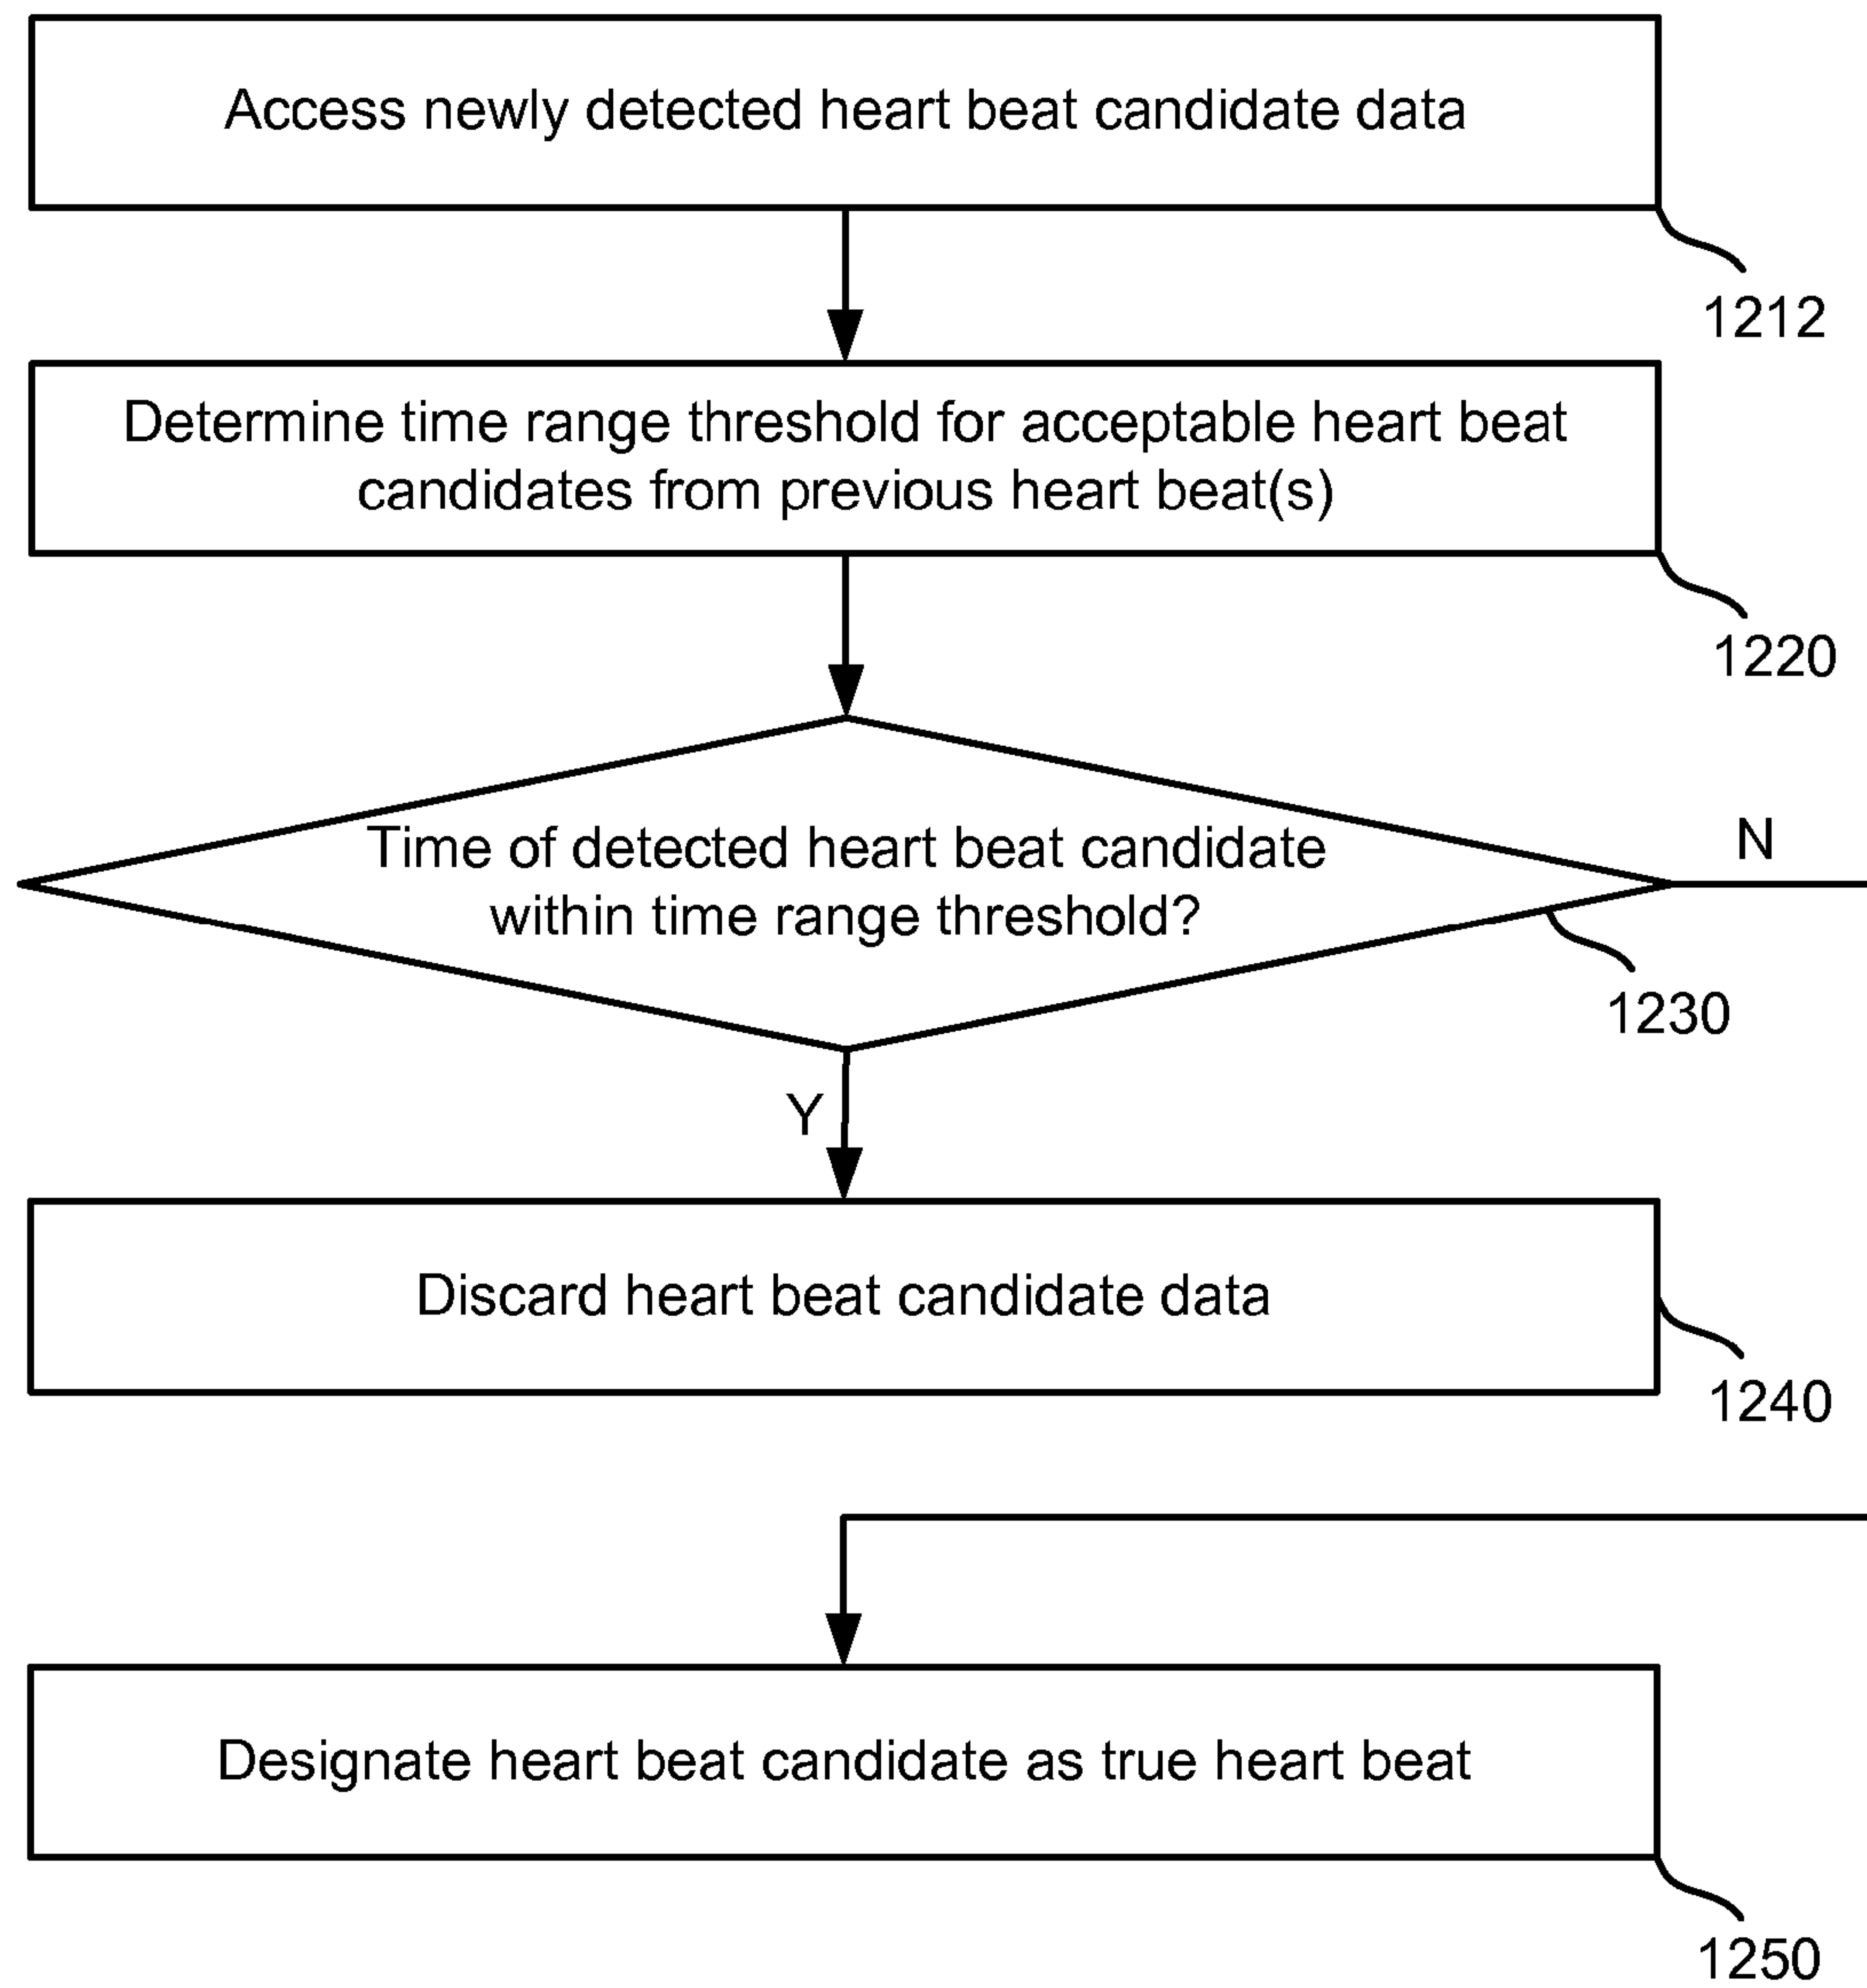 Access newly detected heart beat candidate data
1212
Determine time range threshold for acceptable heart beat
candidates from previous heart beat(s)
1220
Time of detected heart beat candidate
within time range threshold?
N
1230
Y
Discard heart beat candidate data
1240
Designate heart beat candidate as true heart beat
1250